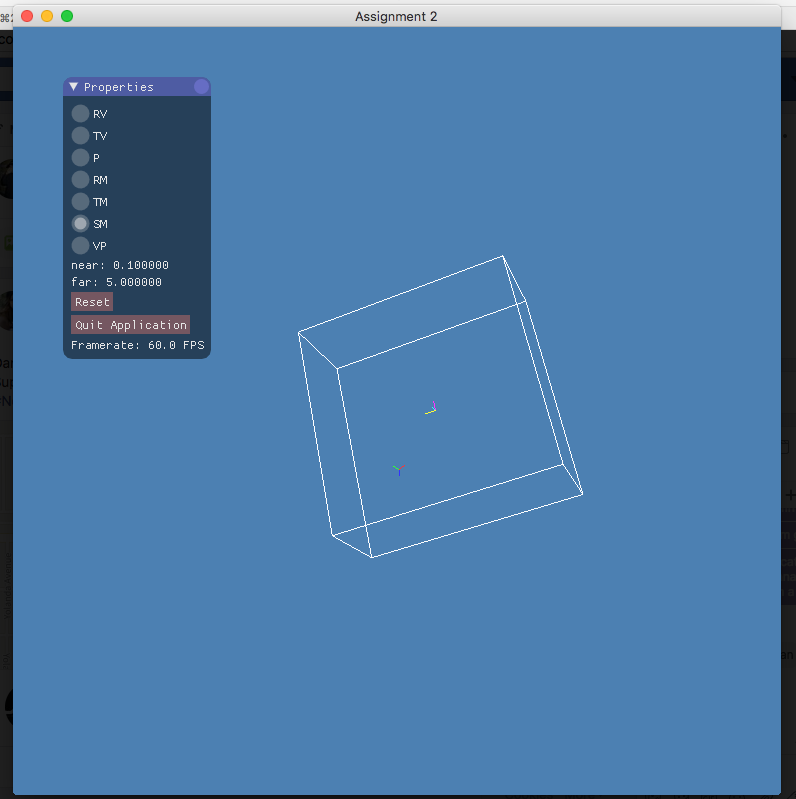 Assignment 2
Properties
RV
TV
P
RM
TM
SM
VP
near: 0.100000
far: 5.000000
Reset
Quit Application
Framerate: 60.0 FPS